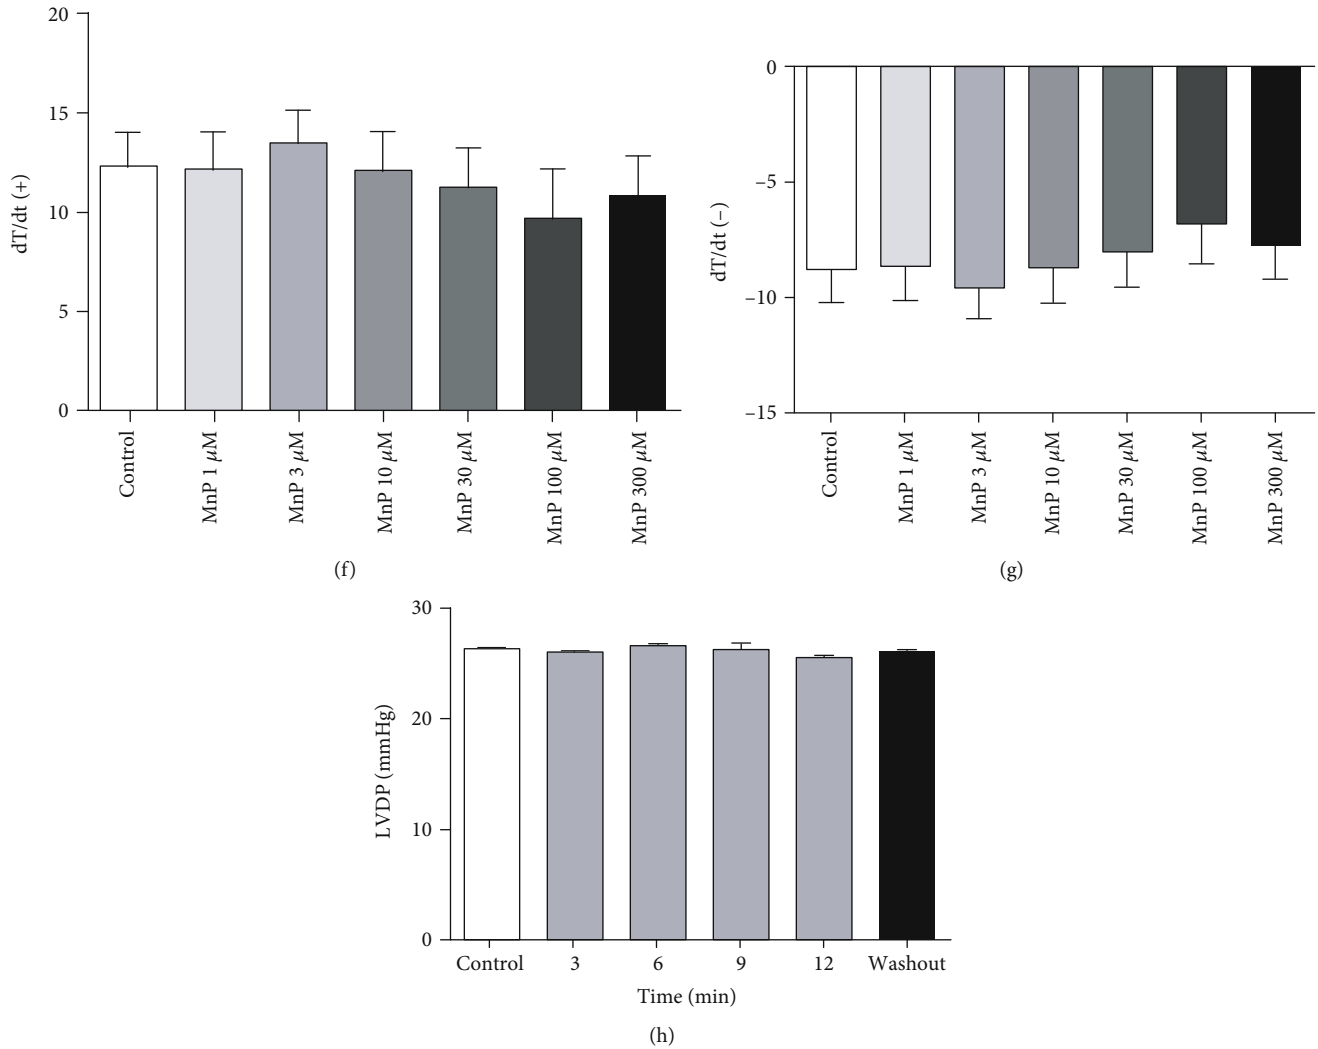 20
15
10
5
0
dT/dt (+)
Control
MnP 1 μM
MnP 3 μM
MnP 10 μM
MnP 30 μM
MnP 100 μM
MnP 300 μM
(f)
0
–5
–10
–15
dT/dt (–)
Control
MnP 1 μM
MnP 3 μM
MnP 10 μM
MnP 30 μM
MnP 100 μM
MnP 300 μM
(g)
30
20
10
0
LVDP (mmHg)
Control 3 6 9 12 Washout
Time (min)
(h)